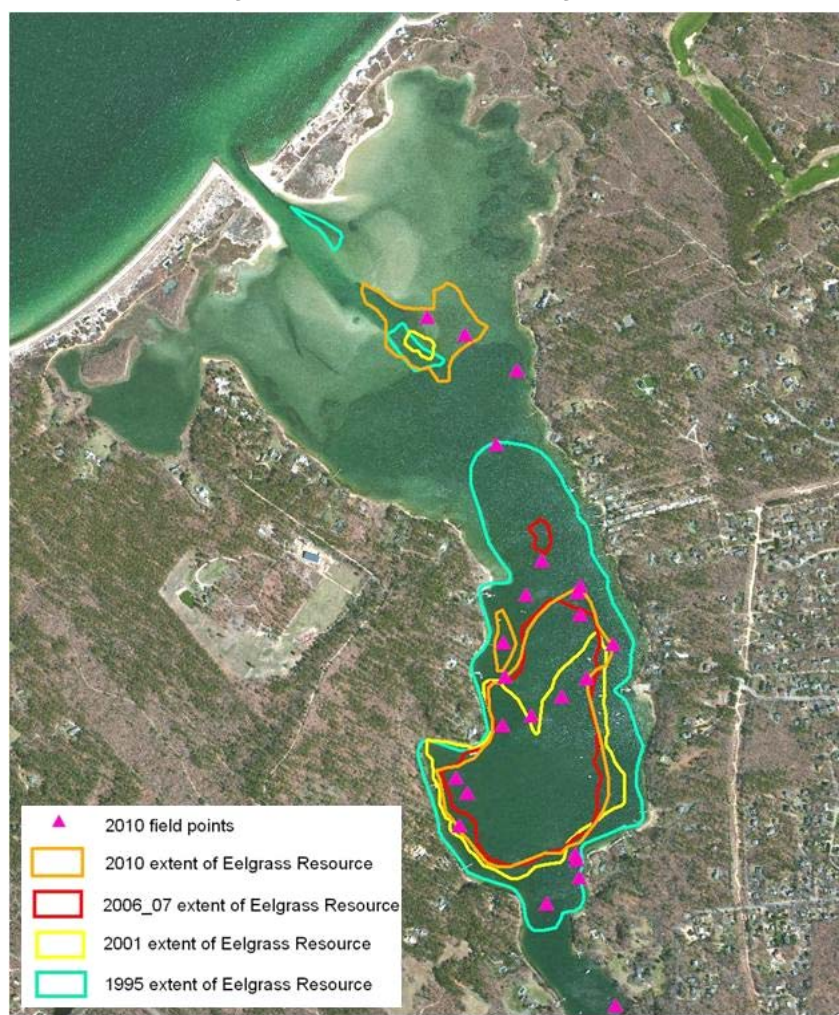 2010 field points
2010 extent of Eelgrass Resource
2006_07 extent of Eelgrass Resource
2001 extent of Eelgrass Resource
1995 extent of Eelgrass Resource